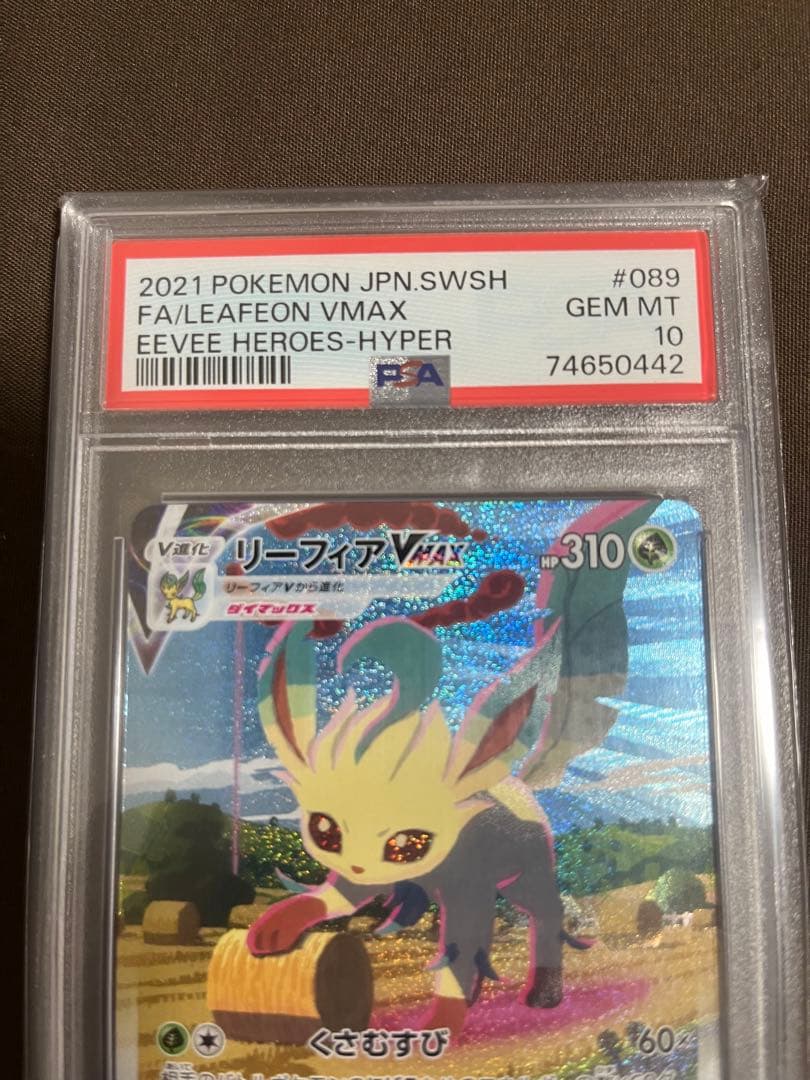 2021 POKEMON JPN.SWSH #089
FA/LEAFEON VMAX GEM MT
EEVEE HEROES-HYPER 10
PSA 74650442
V進化 リーフィアVMAX HP310
リーフィアVから進化
ダイマックス
くさむすび 60×